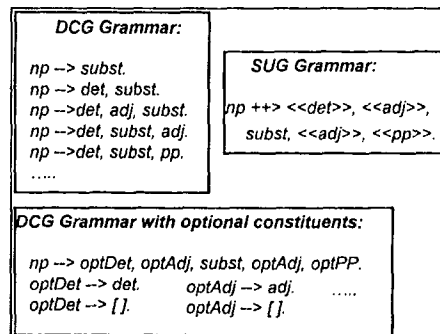 DCG Grammar:
np --> subst.
np --> det, subst.
np -->det, adj, subst.
np -->det, subst, adj.
np -->det, subst, pp.
.....
SUG Grammar:
np ++> <<det>>, <<adj>>,
subst, <<adj>>, <<pp>>.
DCG Grammar with optional constituents:
np --> optDet, optAdj, subst, optAdj, optPP.
optDet --> det. optAdj --> adj. .....
optDet --> [ ]. optAdj --> [ ].